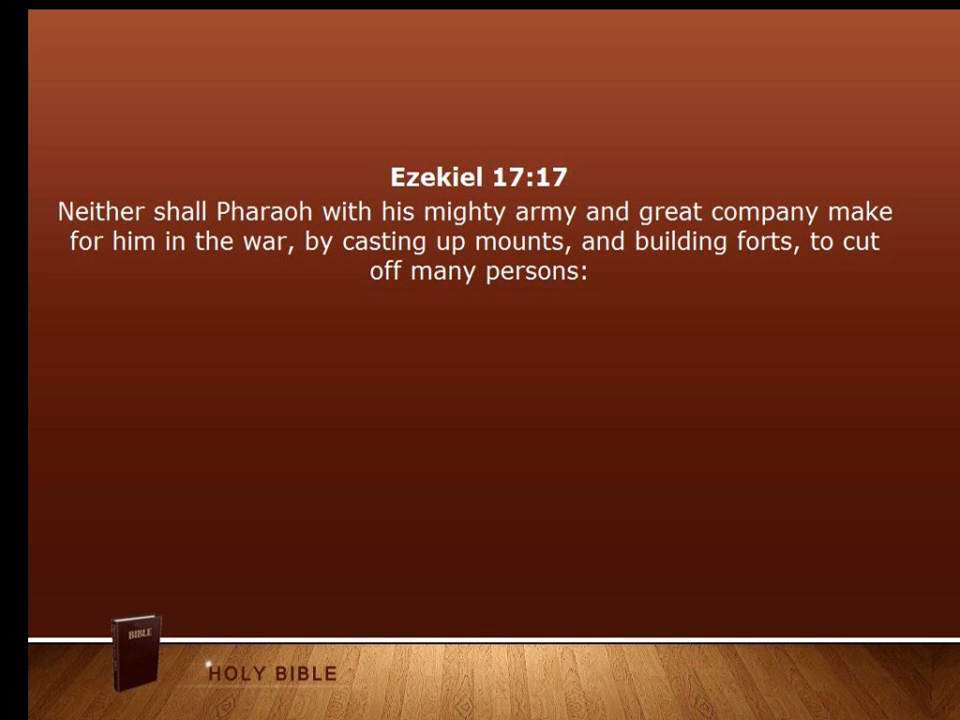 Ezekiel 17:17
Neither shall Pharaoh with his mighty army and great company make
for him in the war, by casting up mounts, and building forts, to cut
off many persons:
BIBLE
HOLY BIBLE